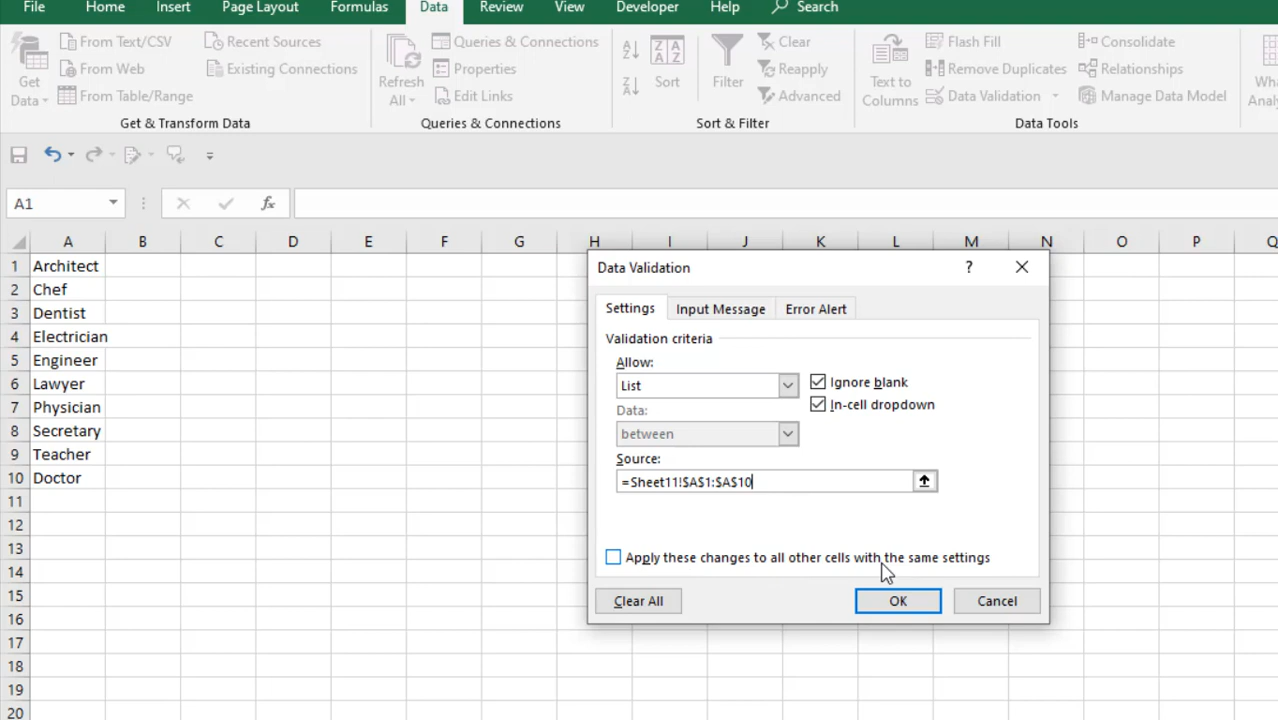 File Home Insert Page Layout Formulas Data Review View Developer Help Search
From Text/CSV Recent Sources Queries & Connections Clear Flash Fill Consolidate
Get Data From Web Existing Connections Refresh All Properties Sort Filter Reapply Text to Columns Remove Duplicates Relationships
From Table/Range Edit Links Advanced Data Validation Manage Data Model
Get & Transform Data Queries & Connections Sort & Filter Data Tools
A1 fx
A B C D E F G H I J K L M N O P
1 Architect
2 Chef
3 Dentist
4 Electrician
5 Engineer
6 Lawyer
7 Physician
8 Secretary
9 Teacher
10 Doctor
11
12
13
14
15
16
17
18
19
20
Data Validation ?
Settings Input Message Error Alert
Validation criteria
Allow:
List Ignore blank
Data: In-cell dropdown
between
Source:
=Sheet11!$A$1:$A$10
Apply these changes to all other cells with the same settings
Clear All OK Cancel